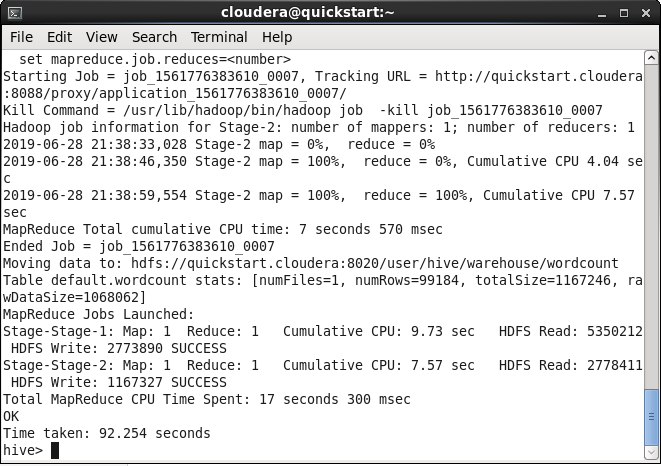 cloudera@quickstart:~
File Edit View Search Terminal Help
  set mapreduce.job.reduces=<number>
Starting Job = job_1561776383610_0007, Tracking URL = http://quickstart.cloudera
:8088/proxy/application_1561776383610_0007/
Kill Command = /usr/lib/hadoop/bin/hadoop job  -kill job_1561776383610_0007
Hadoop job information for Stage-2: number of mappers: 1; number of reducers: 1
2019-06-28 21:38:33,028 Stage-2 map = 0%,  reduce = 0%
2019-06-28 21:38:46,350 Stage-2 map = 100%,  reduce = 0%, Cumulative CPU 4.04 se
c
2019-06-28 21:38:59,554 Stage-2 map = 100%,  reduce = 100%, Cumulative CPU 7.57
sec
MapReduce Total cumulative CPU time: 7 seconds 570 msec
Ended Job = job_1561776383610_0007
Moving data to: hdfs://quickstart.cloudera:8020/user/hive/warehouse/wordcount
Table default.wordcount stats: [numFiles=1, numRows=99184, totalSize=1167246, ra
wDataSize=1068062]
MapReduce Jobs Launched:
Stage-Stage-1: Map: 1  Reduce: 1   Cumulative CPU: 9.73 sec   HDFS Read: 5350212
 HDFS Write: 2773890 SUCCESS
Stage-Stage-2: Map: 1  Reduce: 1   Cumulative CPU: 7.57 sec   HDFS Read: 2778411
 HDFS Write: 1167327 SUCCESS
Total MapReduce CPU Time Spent: 17 seconds 300 msec
OK
Time taken: 92.254 seconds
hive>